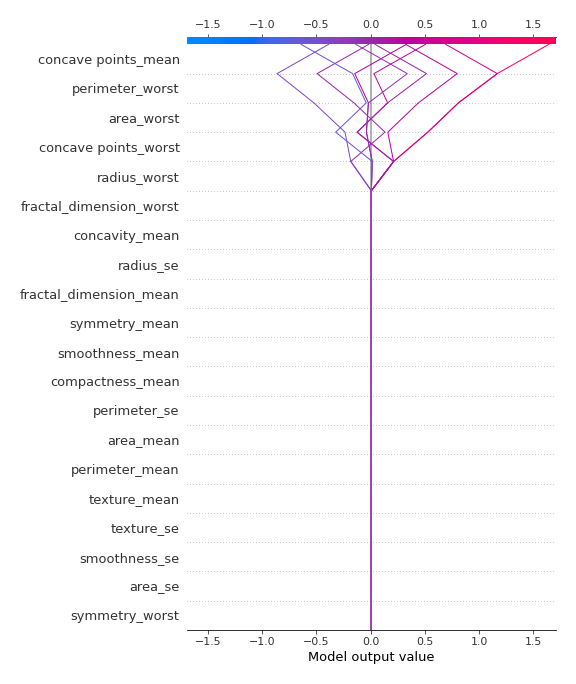 −1.5 −1.0 −0.5 0.0 0.5 1.0 1.5
concave points_mean
perimeter_worst
area_worst
concave points_worst
radius_worst
fractal_dimension_worst
concavity_mean
radius_se
fractal_dimension_mean
symmetry_mean
smoothness_mean
compactness_mean
perimeter_se
area_mean
perimeter_mean
texture_mean
texture_se
smoothness_se
area_se
symmetry_worst
−1.5 −1.0 −0.5 0.0 0.5 1.0 1.5
Model output value